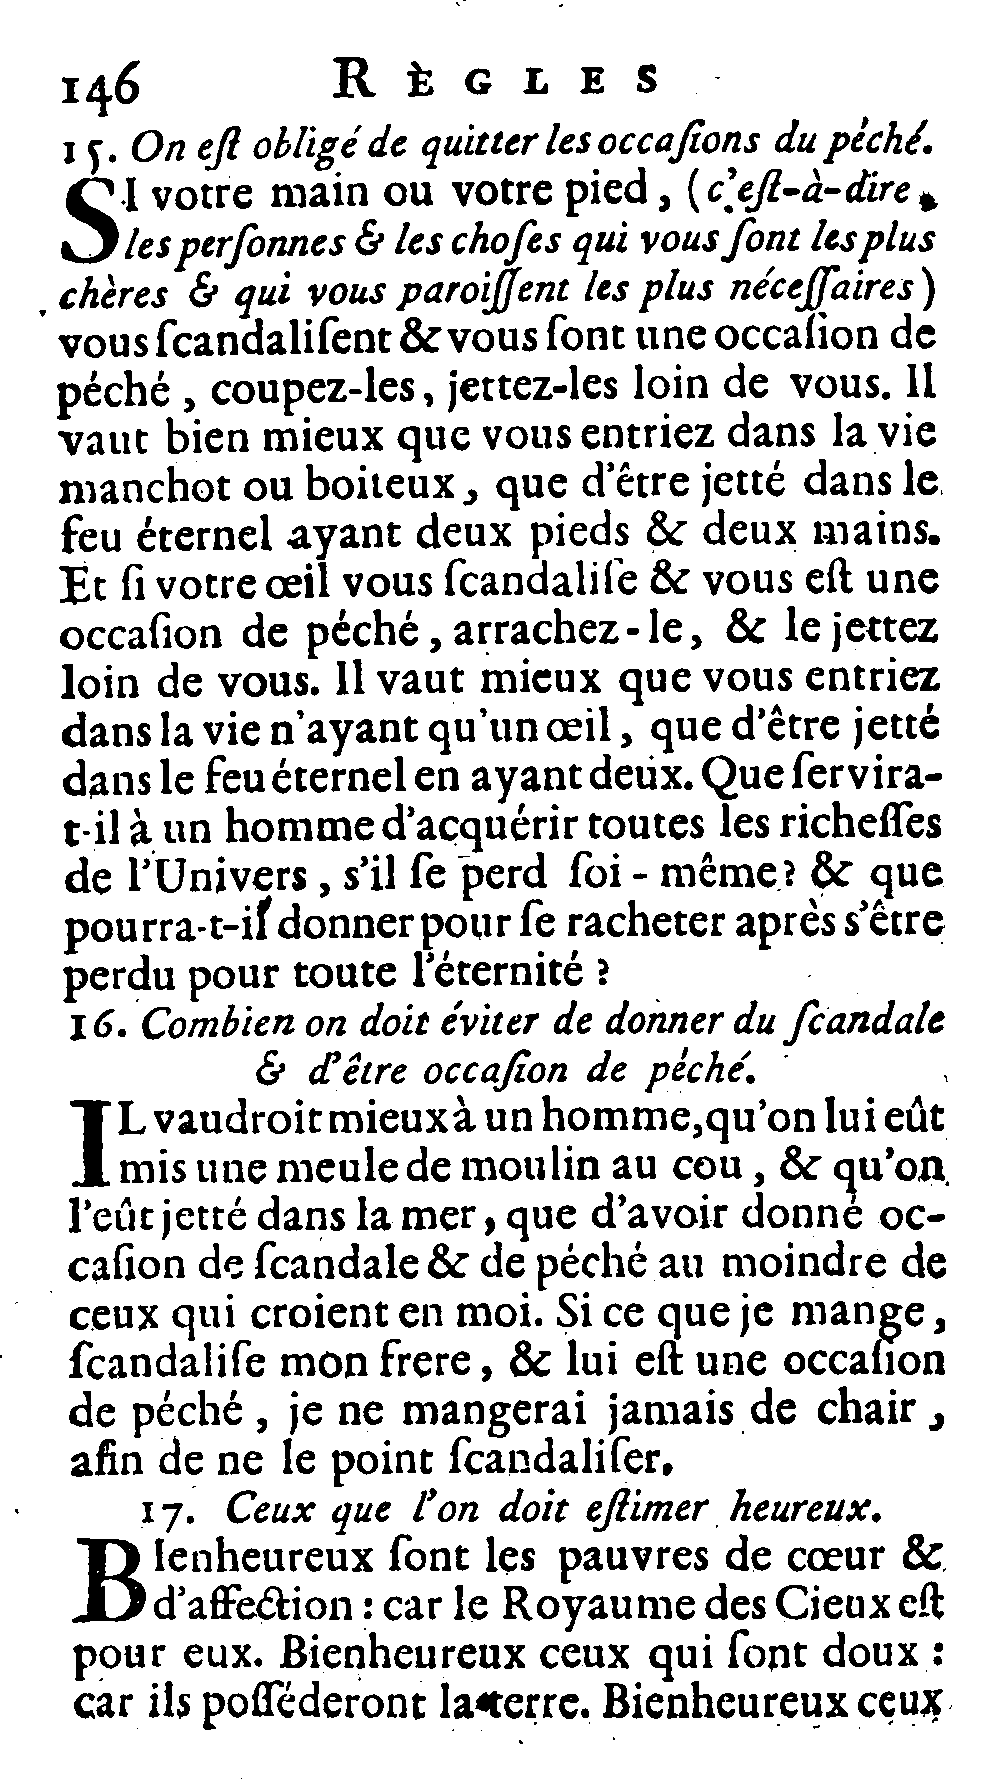 146 RÈGLES
15. On eſt obligé de quitter les occaſions du péché.
SI votre main ou votre pied, (c'eſt-à-dire
les perſonnes & les choſes qui vous ſont les plus
chères & qui vous paroiſſent les plus néceſſaires)
vous ſcandaliſent & vous ſont une occaſion de
péché, coupez-les, jettez-les loin de vous. Il
vaut bien mieux que vous entriez dans la vie
manchot ou boiteux, que d'être jetté dans le
feu éternel ayant deux pieds & deux mains.
Et ſi votre œil vous ſcandaliſe & vous eſt une
occaſion de péché, arrachez-le, & le jettez
loin de vous. Il vaut mieux que vous entriez
dans la vie n'ayant qu'un œil, que d'être jetté
dans le feu éternel en ayant deux. Que ſervira-
t-il à un homme d'acquérir toutes les richeſſes
de l'Univers, s'il ſe perd ſoi-même? & que
pourra-t-il donner pour ſe racheter après s'être
perdu pour toute l'éternité?
16. Combien on doit éviter de donner du ſcandale
& d'être occaſion de péché.
IL vaudroit mieux à un homme, qu'on lui eût
mis une meule de moulin au cou, & qu'on
l'eût jetté dans la mer, que d'avoir donné oc-
caſion de ſcandale & de péché au moindre de
ceux qui croient en moi. Si ce que je mange,
ſcandaliſe mon frere, & lui eſt une occaſion
de péché, je ne mangerai jamais de chair,
afin de ne le point ſcandaliſer.
17. Ceux que l'on doit eſtimer heureux.
BIenheureux ſont les pauvres de cœur &
d'affection: car le Royaume des Cieux eſt
pour eux. Bienheureux ceux qui ſont doux:
car ils poſſéderont la terre. Bienheureux ceux